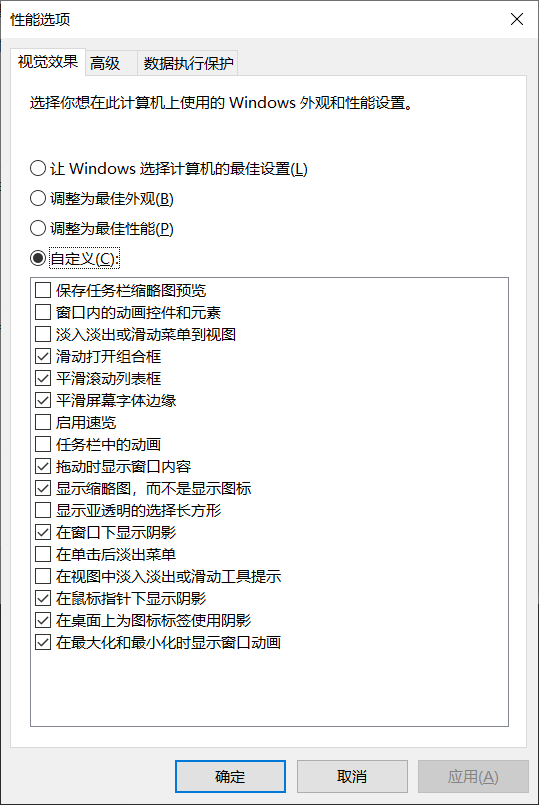 性能选项
视觉效果 高级 数据执行保护
选择你想在此计算机上使用的 Windows 外观和性能设置。
让 Windows 选择计算机的最佳设置(L)
调整为最佳外观(B)
调整为最佳性能(P)
自定义(C):
保存任务栏缩略图预览
窗口内的动画控件和元素
淡入淡出或滑动菜单到视图
滑动打开组合框
平滑滚动列表框
平滑屏幕字体边缘
启用速览
任务栏中的动画
拖动时显示窗口内容
显示缩略图，而不是显示图标
显示亚透明的选择长方形
在窗口下显示阴影
在单击后淡出菜单
在视图中淡入淡出或滑动工具提示
在鼠标指针下显示阴影
在桌面上为图标标签使用阴影
在最大化和最小化时显示窗口动画
确定 取消 应用(A)